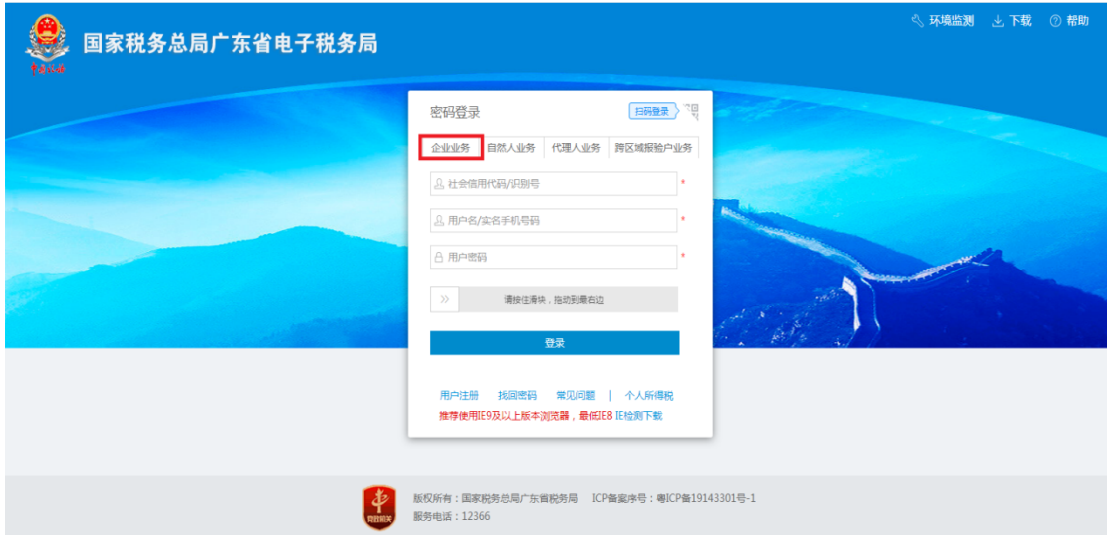 环境监测 下载 帮助
国家税务总局广东省电子税务局
中国税务
密码登录 扫码登录
企业业务 自然人业务 代理人业务 跨区域报验户业务
社会信用代码/识别号 *
用户名/实名手机号码 *
用户密码 *
>> 请按住滑块，拖动到最右边
登录
用户注册 找回密码 常见问题 | 个人所得税
推荐使用IE9及以上版本浏览器，最低IE8 IE检测下载
版权所有：国家税务总局广东省税务局 ICP备案序号：粤ICP备19143301号-1
党政机关
服务电话：12366